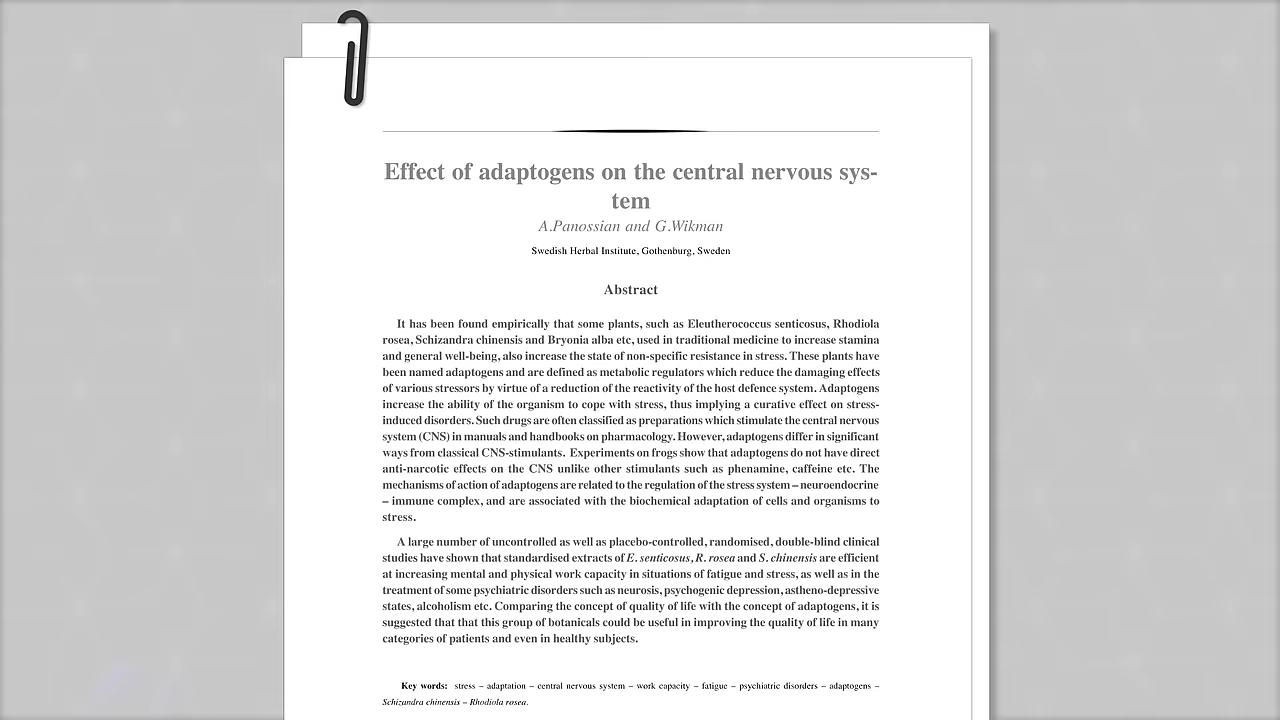 Effect of adaptogens on the central nervous sys-
tem
A.Panossian and G.Wikman
Swedish Herbal Institute, Gothenburg, Sweden
Abstract
It has been found empirically that some plants, such as Eleutherococcus senticosus, Rhodiola
rosea, Schizandra chinensis and Bryonia alba etc, used in traditional medicine to increase stamina
and general well-being, also increase the state of non-specific resistance in stress. These plants have
been named adaptogens and are defined as metabolic regulators which reduce the damaging effects
of various stressors by virtue of a reduction of the reactivity of the host defence system. Adaptogens
increase the ability of the organism to cope with stress, thus implying a curative effect on stress-
induced disorders. Such drugs are often classified as preparations which stimulate the central nervous
system (CNS) in manuals and handbooks on pharmacology. However, adaptogens differ in significant
ways from classical CNS-stimulants. Experiments on frogs show that adaptogens do not have direct
anti-narcotic effects on the CNS unlike other stimulants such as phenamine, caffeine etc. The
mechanisms of action of adaptogens are related to the regulation of the stress system – neuroendocrine
– immune complex, and are associated with the biochemical adaptation of cells and organisms to
stress.
A large number of uncontrolled as well as placebo-controlled, randomised, double-blind clinical
studies have shown that standardised extracts of E. senticosus, R. rosea and S. chinensis are efficient
at increasing mental and physical work capacity in situations of fatigue and stress, as well as in the
treatment of some psychiatric disorders such as neurosis, psychogenic depression, astheno-depressive
states, alcoholism etc. Comparing the concept of quality of life with the concept of adaptogens, it is
suggested that that this group of botanicals could be useful in improving the quality of life in many
categories of patients and even in healthy subjects.
Key words: stress – adaptation – central nervous system – work capacity – fatigue – psychiatric disorders – adaptogens –
Schizandra chinensis – Rhodiola rosea.